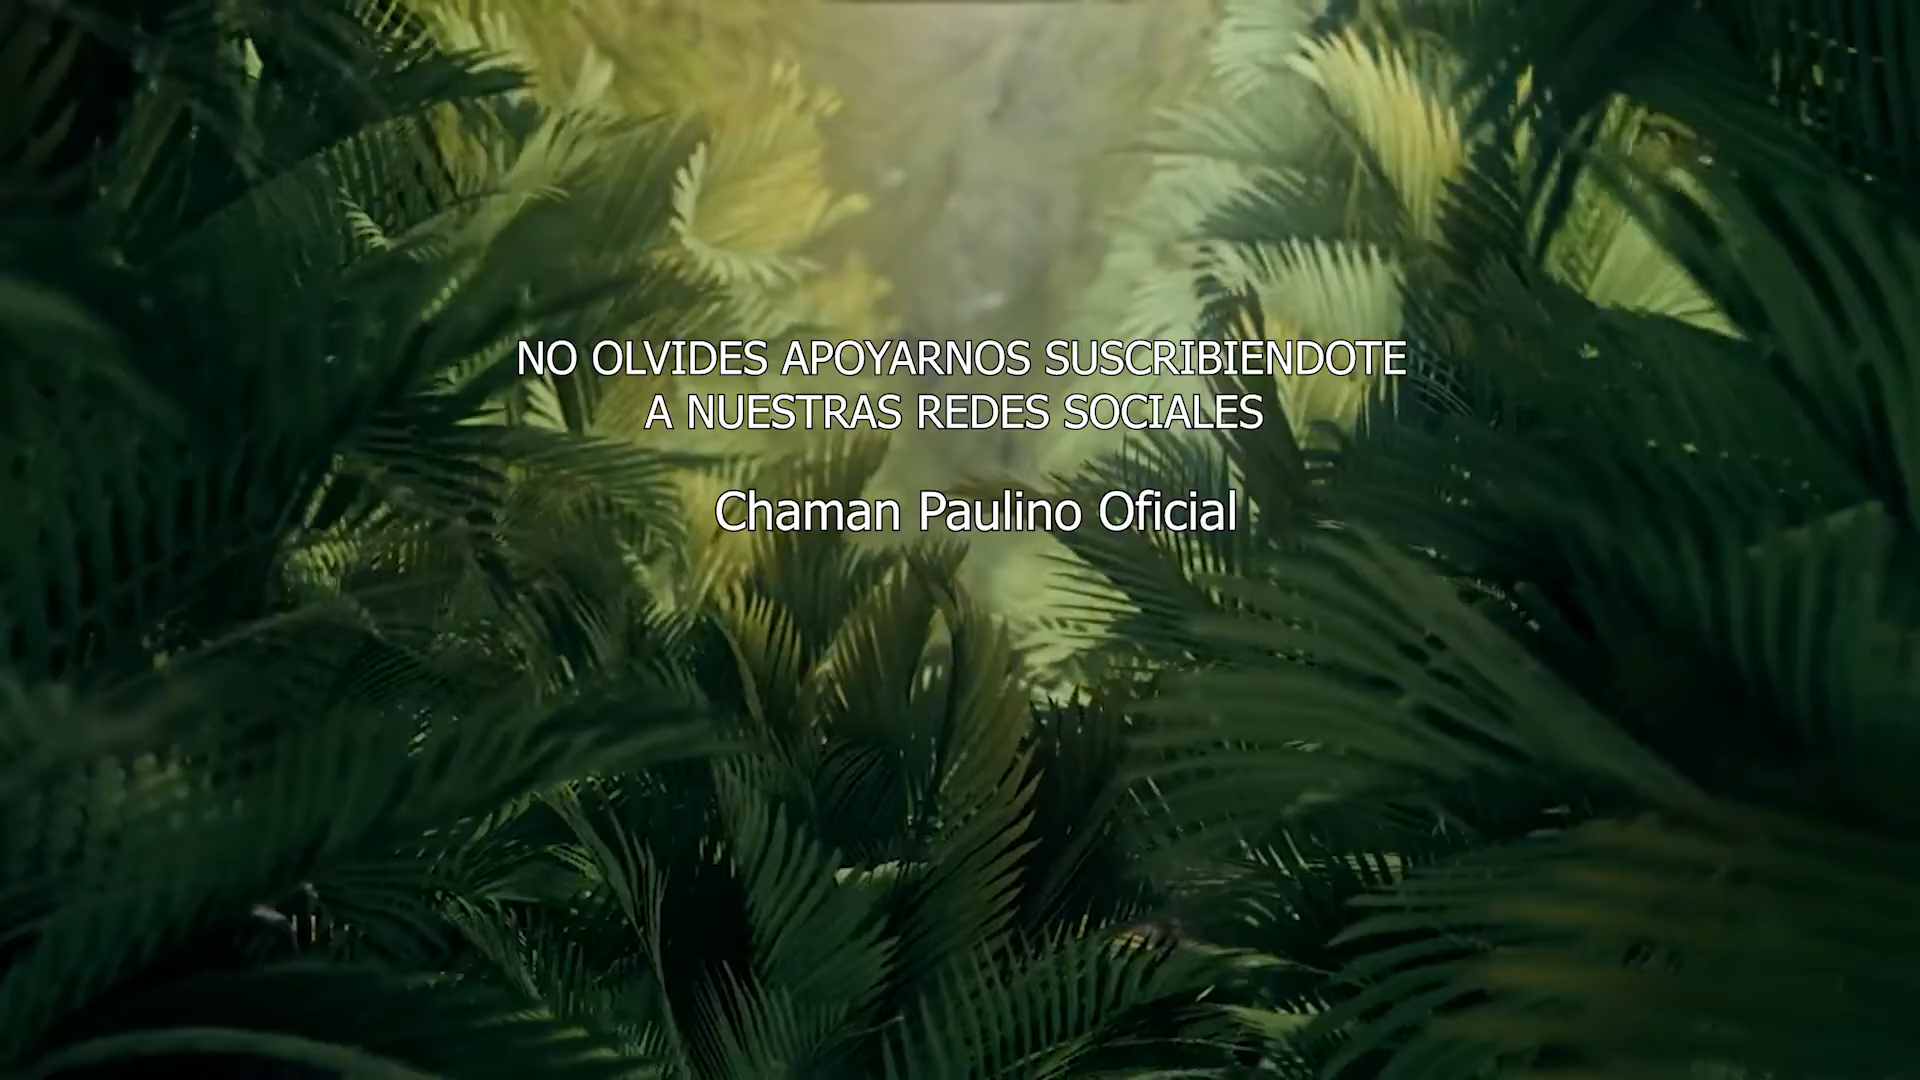 NO OLVIDES APOYARNOS SUSCRIBIENDOTE
A NUESTRAS REDES SOCIALES
Chaman Paulino Oficial